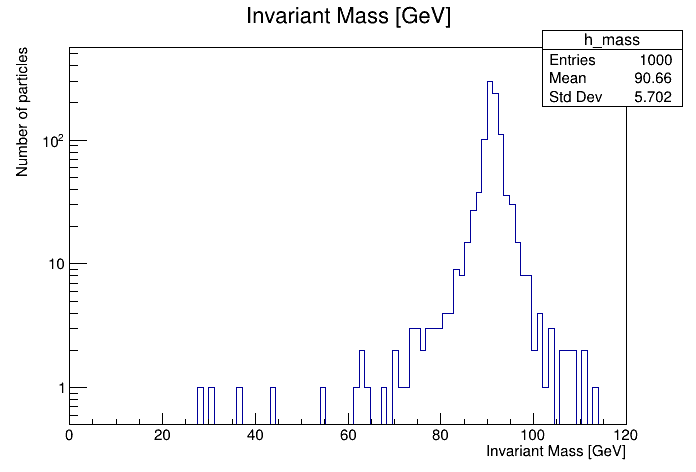 Invariant Mass [GeV]
h_mass
Entries 1000
Mean 90.66
Std Dev 5.702
Number of particles
10²
10
1
0 20 40 60 80 100 120
Invariant Mass [GeV]